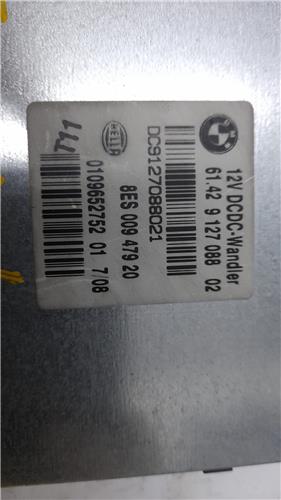 12V DCDC-Wandler
61.42 9 127 088 02
DC9127088021
HELLA
8ES 009 479 20
0109652752 01 7 08
T11